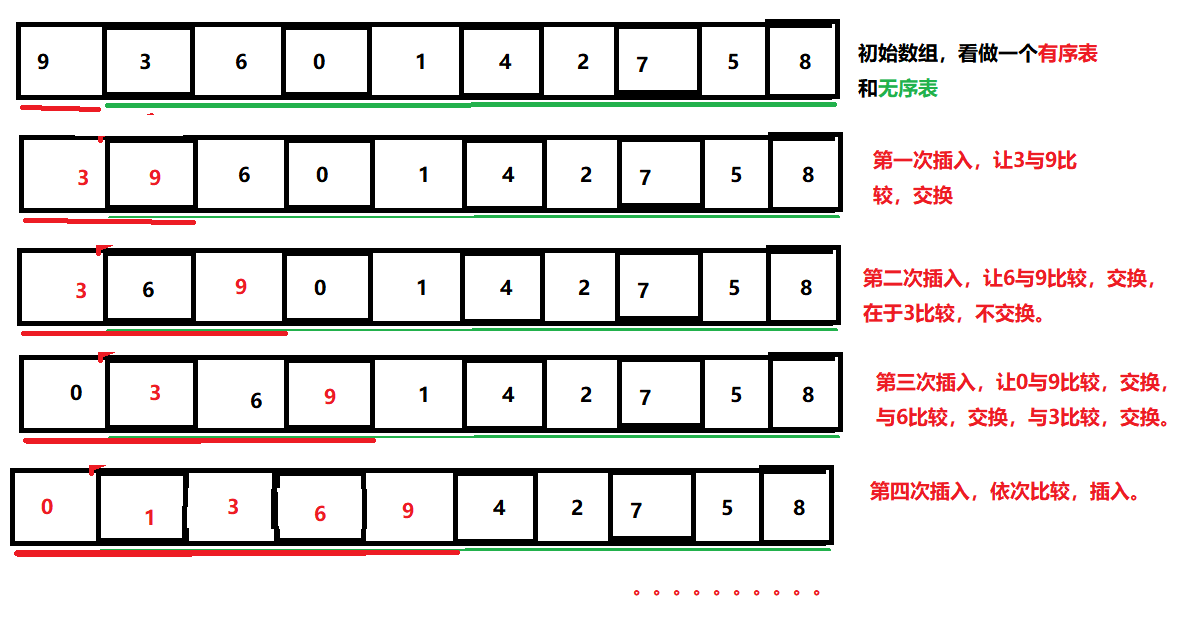 9 3 6 0 1 4 2 7 5 8
初始数组，看做一个有序表
和无序表
3 9 6 0 1 4 2 7 5 8
第一次插入，让3与9比
较，交换
3 6 9 0 1 4 2 7 5 8
第二次插入，让6与9比较，交换，
在于3比较，不交换。
0 3 6 9 1 4 2 7 5 8
第三次插入，让0与9比较，交换，
与6比较，交换，与3比较，交换。
0 1 3 6 9 4 2 7 5 8
第四次插入，依次比较，插入。
。。。。。。。。。。